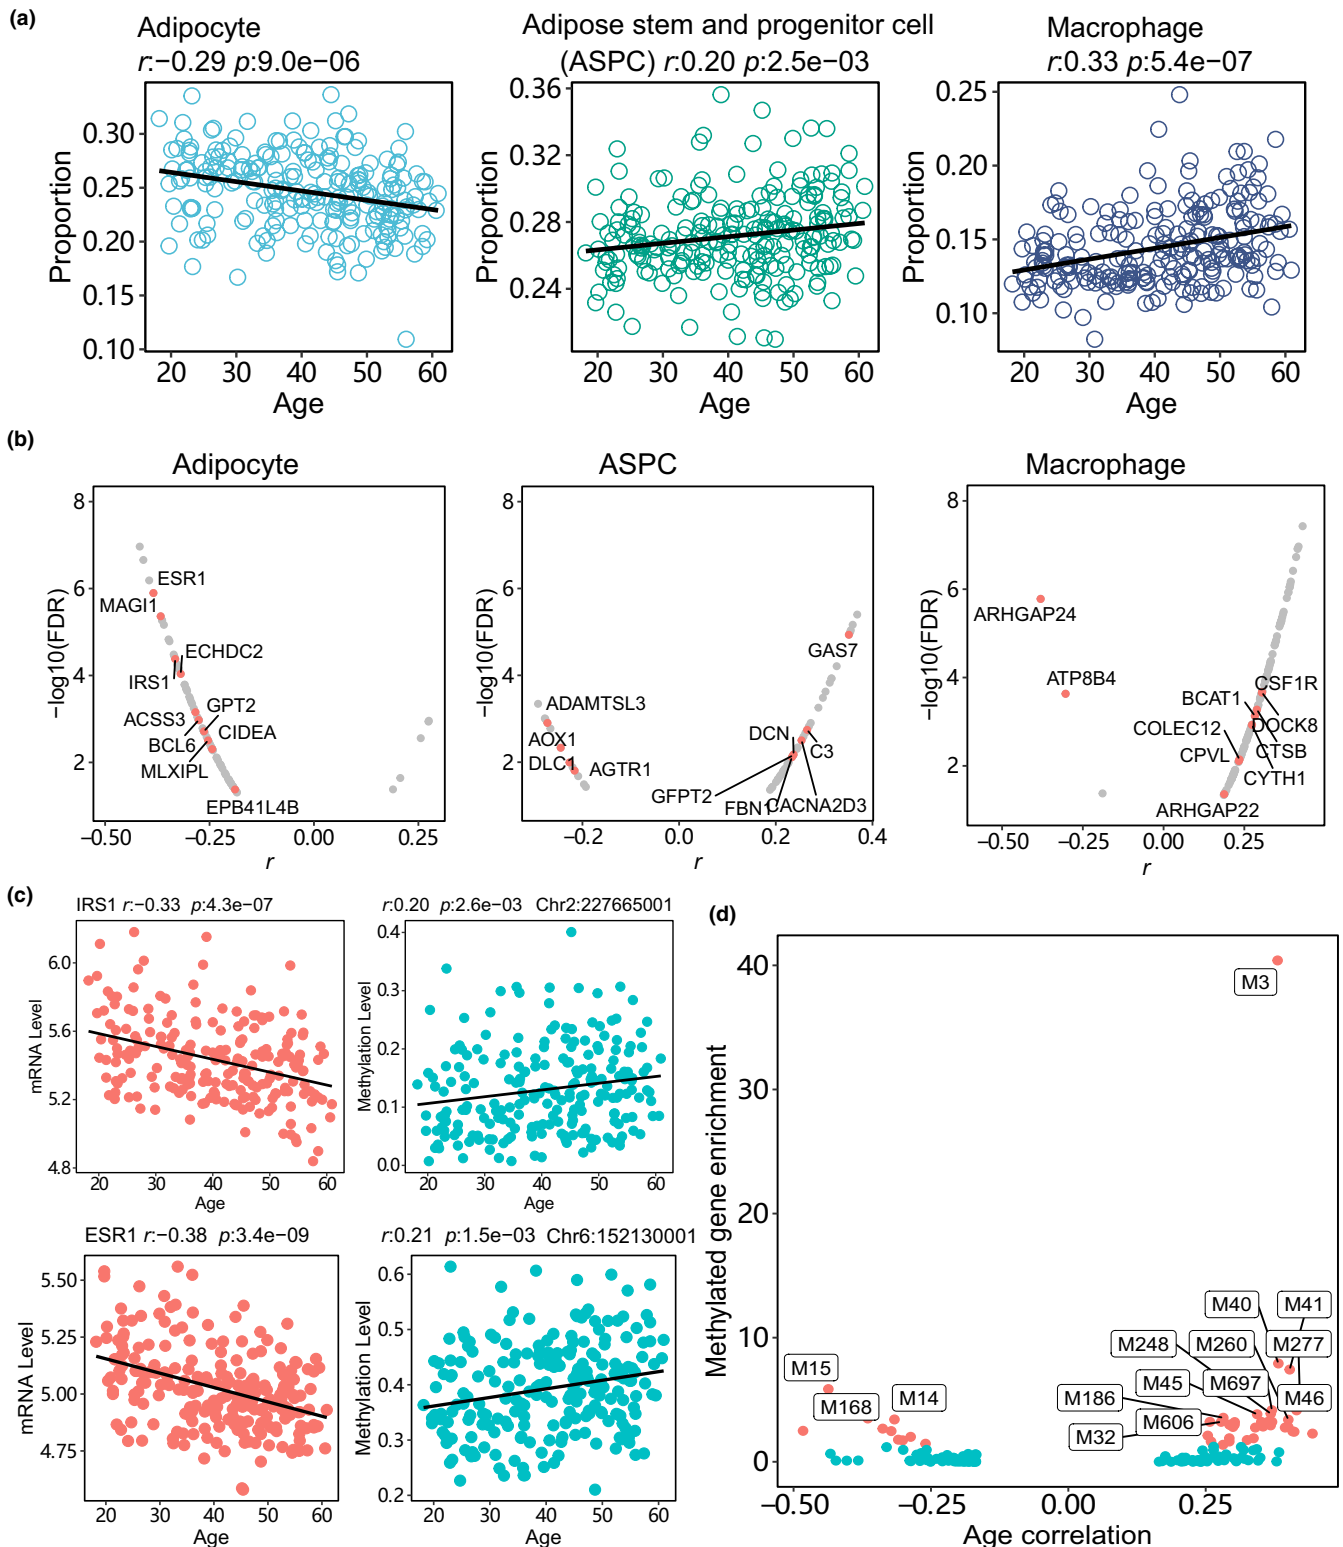 (a)
Adipocyte
r:−0.29 p:9.0e−06
Adipose stem and progenitor cell
(ASPC) r:0.20 p:2.5e−03
Macrophage
r:0.33 p:5.4e−07
Proportion
0.30
0.25
0.20
0.15
0.10
20 30 40 50 60
Age
Proportion
0.36
0.32
0.28
0.24
20 30 40 50 60
Age
Proportion
0.25
0.20
0.15
0.10
20 30 40 50 60
Age
(b)
Adipocyte
−log10(FDR)
8
6
4
2
ESR1
MAGI1
ECHDC2
IRS1
GPT2
ACSS3
CIDEA
BCL6
MLXIPL
EPB41L4B
−0.50 −0.25 0.00 0.25
r
ASPC
−log10(FDR)
8
6
4
2
GAS7
ADAMTSL3
AOX1
DCN
C3
DLC1
AGTR1
GFPT2
FBN1
CACNA2D3
−0.2 0.0 0.2 0.4
r
Macrophage
−log10(FDR)
8
6
4
2
ARHGAP24
ATP8B4
CSF1R
BCAT1
DOCK8
COLEC12
CTSB
CPVL
CYTH1
ARHGAP22
−0.50 −0.25 0.00 0.25
r
(c)
IRS1 r:−0.33 p:4.3e−07
mRNA Level
6.0
5.6
5.2
4.8
20 30 40 50 60
Age
r:0.20 p:2.6e−03 Chr2:227665001
Methylation Level
0.4
0.3
0.2
0.1
0.0
20 30 40 50 60
Age
ESR1 r:−0.38 p:3.4e−09
mRNA Level
5.50
5.25
5.00
4.75
20 30 40 50 60
Age
r:0.21 p:1.5e−03 Chr6:152130001
Methylation Level
0.6
0.5
0.4
0.3
0.2
20 30 40 50 60
Age
(d)
Methylated gene enrichment
40
30
20
10
0
M3
M40
M41
M248
M260
M277
M15
M45
M697
M168
M14
M186
M46
M606
M32
−0.50 −0.25 0.00 0.25
Age correlation